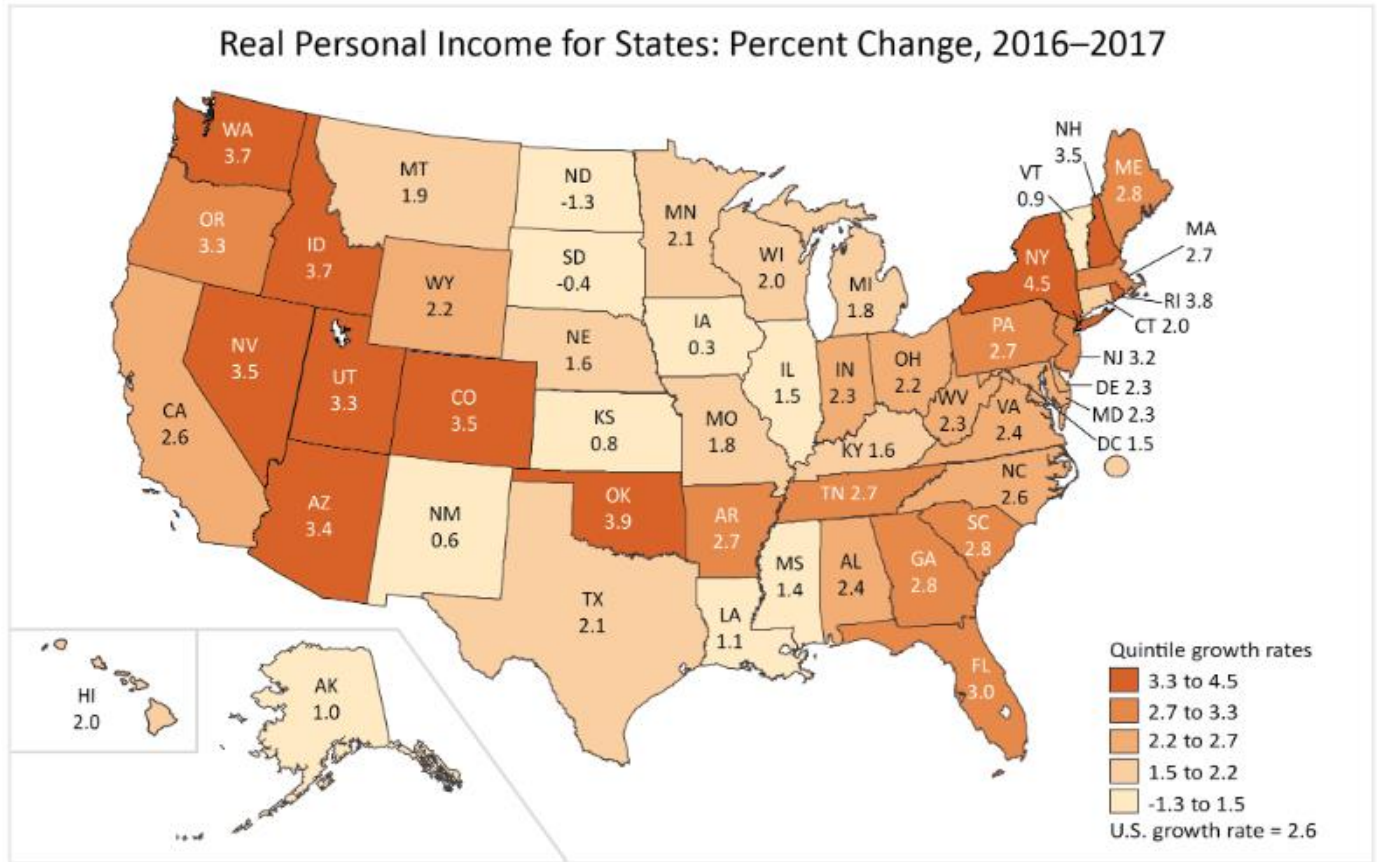 Real Personal Income for States: Percent Change, 2016–2017
WA
3.7
MT
1.9
ND
-1.3
MN
2.1
NH
3.5
VT
0.9
ME
2.8
OR
3.3
ID
3.7
WY
2.2
SD
-0.4
WI
2.0
MI
1.8
NY
4.5
MA
2.7
RI 3.8
CT 2.0
NV
3.5
UT
3.3
CO
3.5
NE
1.6
IA
0.3
IL
1.5
IN
2.3
OH
2.2
PA
2.7
NJ 3.2
DE 2.3
MD 2.3
DC 1.5
CA
2.6
KS
0.8
MO
1.8
KY 1.6
WV
2.3
VA
2.4
AZ
3.4
NM
0.6
OK
3.9
AR
2.7
TN 2.7
NC
2.6
SC
2.8
TX
2.1
LA
1.1
MS
1.4
AL
2.4
GA
2.8
FL
3.0
HI
2.0
AK
1.0
Quintile growth rates
3.3 to 4.5
2.7 to 3.3
2.2 to 2.7
1.5 to 2.2
-1.3 to 1.5
U.S. growth rate = 2.6